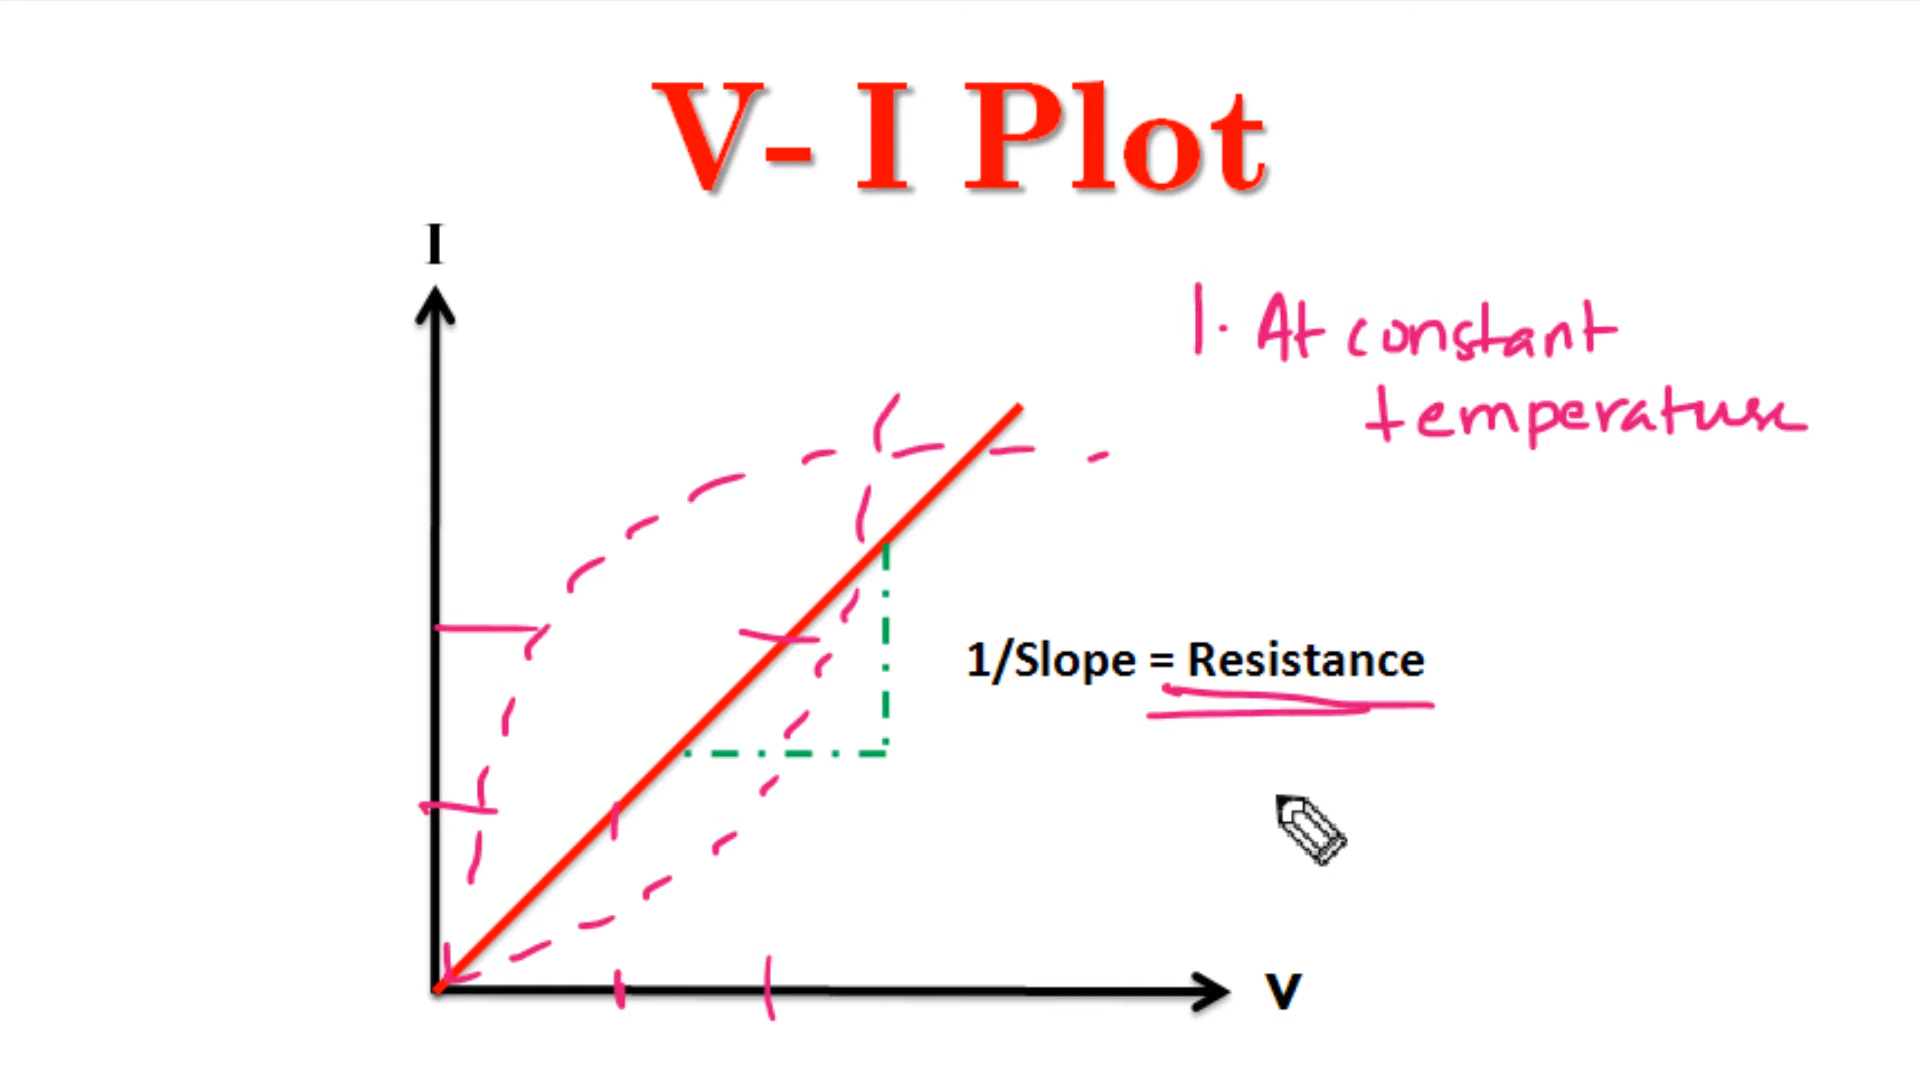 V- I Plot
I
1. At constant
temperature
1/Slope = Resistance
V